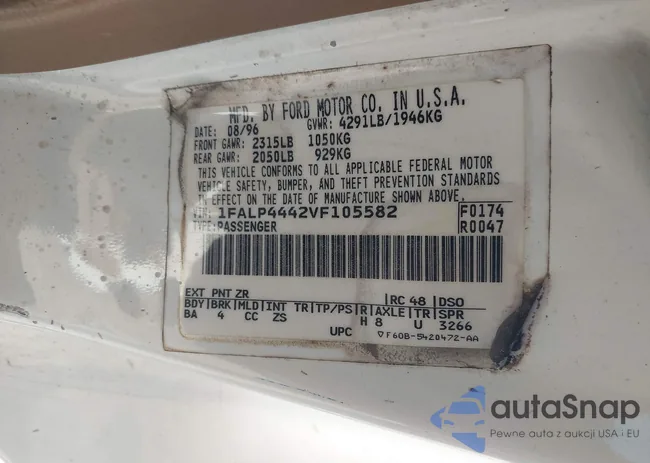 MFD. BY FORD MOTOR CO. IN U.S.A.
DATE: 08/96 GVWR: 4291LB/1946KG
FRONT GAWR: 2315LB 1050KG
REAR GAWR: 2050LB 929KG
THIS VEHICLE CONFORMS TO ALL APPLICABLE FEDERAL MOTOR
VEHICLE SAFETY, BUMPER, AND THEFT PREVENTION STANDARDS
IN EFFECT ON THE DATE OF MANUFACTURE SHOWN ABOVE.
VIN: 1FALP4442VF105582 F0174
TYPE: PASSENGER R0047
EXT PNT ZR RC 48 DSO
BDY BRK MLD INT TR TP/PS R AXLE TR SPR
BA 4 CC ZS H 8 U 3266
UPC ▽F60B-5420472-AA
autoSnap
Pewne auta z aukcji USA i EU